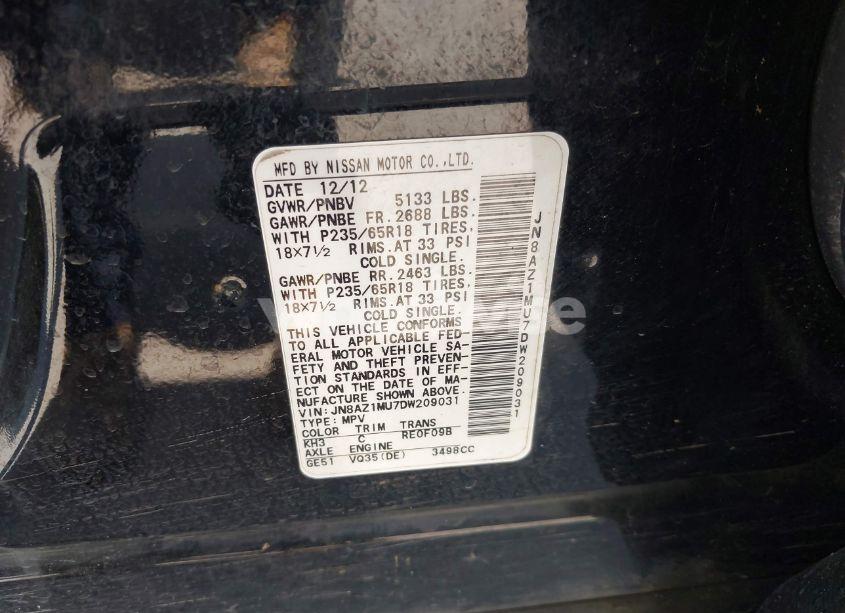 MFD BY NISSAN MOTOR CO.,LTD.
DATE 12/12
GVWR/PNBV 5133 LBS.
GAWR/PNBE FR. 2688 LBS.
WITH P235/65R18 TIRES,
18X7½ RIMS.AT 33 PSI
COLD SINGLE.
GAWR/PNBE RR. 2463 LBS.
WITH P235/65R18 TIRES,
18X7½ RIMS.AT 33 PSI
COLD SINGLE.
THIS VEHICLE CONFORMS
TO ALL APPLICABLE FED-
ERAL MOTOR VEHICLE SA-
FETY AND THEFT PREVEN-
TION STANDARDS IN EFF-
ECT ON THE DATE OF MA-
NUFACTURE SHOWN ABOVE.
VIN: JN8AZ1MU7DW209031
TYPE: MPV
COLOR TRIM TRANS
KH3 C RE0F09B
AXLE ENGINE
GE51 VQ35(DE) 3498CC
JN8AZ1MU7DW209031